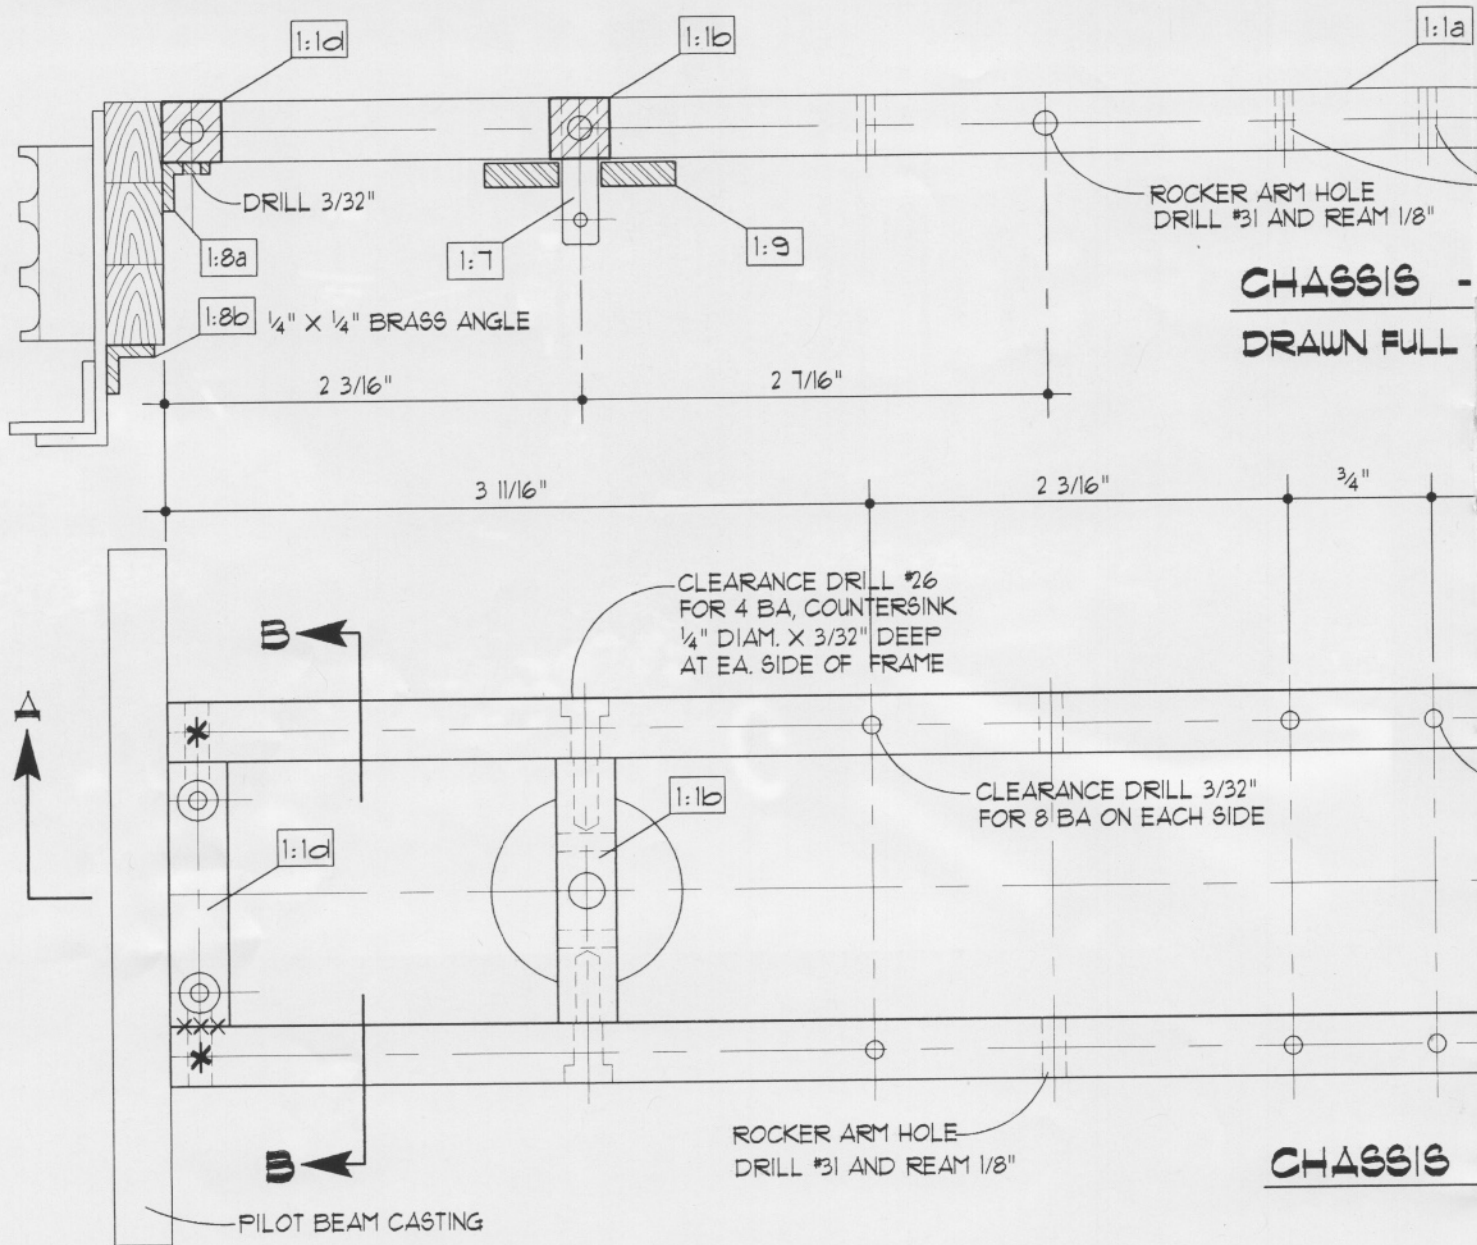 1:1d
1:1b
1:1a
DRILL 3/32"
ROCKER ARM HOLE
DRILL #31 AND REAM 1/8"
1:8a
1:7
1:9
CHASSIS -
1:8b
1/4" X 1/4" BRASS ANGLE
DRAWN FULL
2 3/16"
2 7/16"
3 11/16"
2 3/16"
3/4"
CLEARANCE DRILL #26
FOR 4 BA, COUNTERSINK
1/4" DIAM. X 3/32" DEEP
AT EA. SIDE OF FRAME
B
A
1:1b
CLEARANCE DRILL 3/32"
FOR 8 BA ON EACH SIDE
1:1d
ROCKER ARM HOLE
DRILL #31 AND REAM 1/8"
B
CHASSIS
PILOT BEAM CASTING